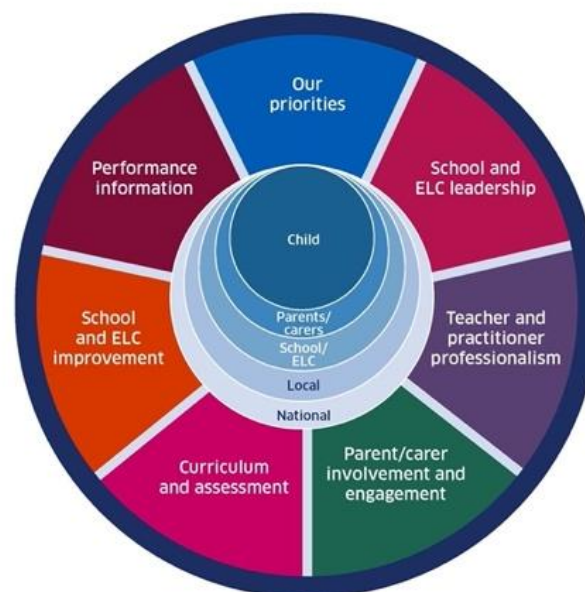 Our
priorities
School and
ELC leadership
Teacher and
practitioner
professionalism
Parent/carer
involvement and
engagement
Curriculum
and assessment
School
and ELC
improvement
Performance
information
Child
Parents/
carers
School/
ELC
Local
National